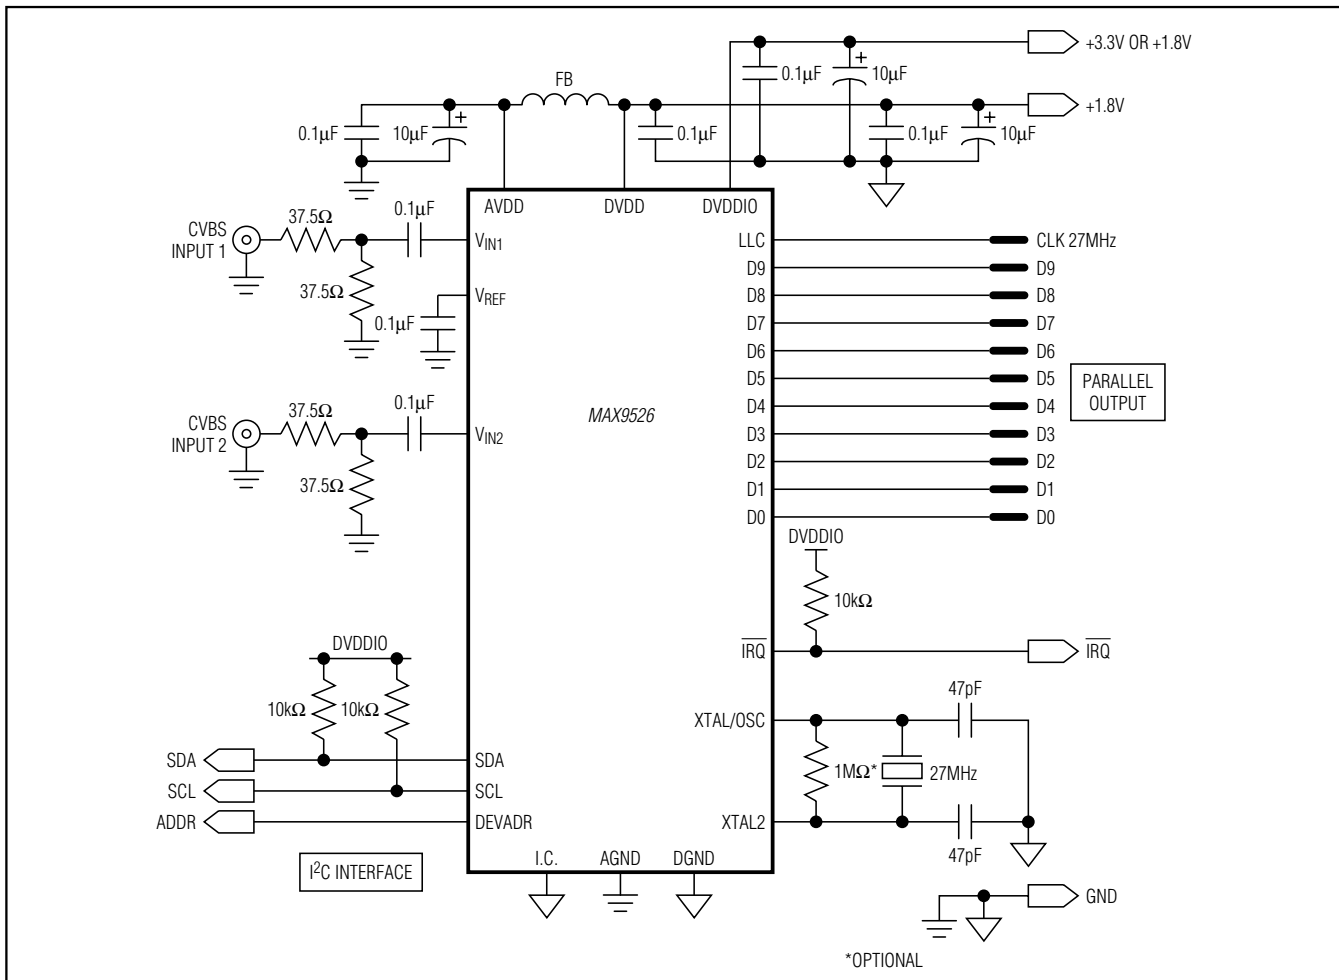 +3.3V OR +1.8V
0.1µF
10µF
FB
+1.8V
0.1µF
10µF
0.1µF
0.1µF
10µF
AVDD
DVDD
DVDDIO
CVBS
INPUT 1
37.5Ω
0.1µF
VIN1
37.5Ω
VREF
0.1µF
CVBS
INPUT 2
37.5Ω
0.1µF
VIN2
37.5Ω
MAX9526
LLC
CLK 27MHz
D9
D9
D8
D8
D7
D7
D6
D6
D5
D5
D4
D4
D3
D3
D2
D2
D1
D1
D0
D0
PARALLEL
OUTPUT
DVDDIO
10kΩ
IRQ
IRQ
DVDDIO
10kΩ
10kΩ
SDA
SDA
SCL
SCL
ADDR
DEVADR
I2C INTERFACE
XTAL/OSC
47pF
1MΩ*
27MHz
XTAL2
47pF
I.C.
AGND
DGND
GND
*OPTIONAL